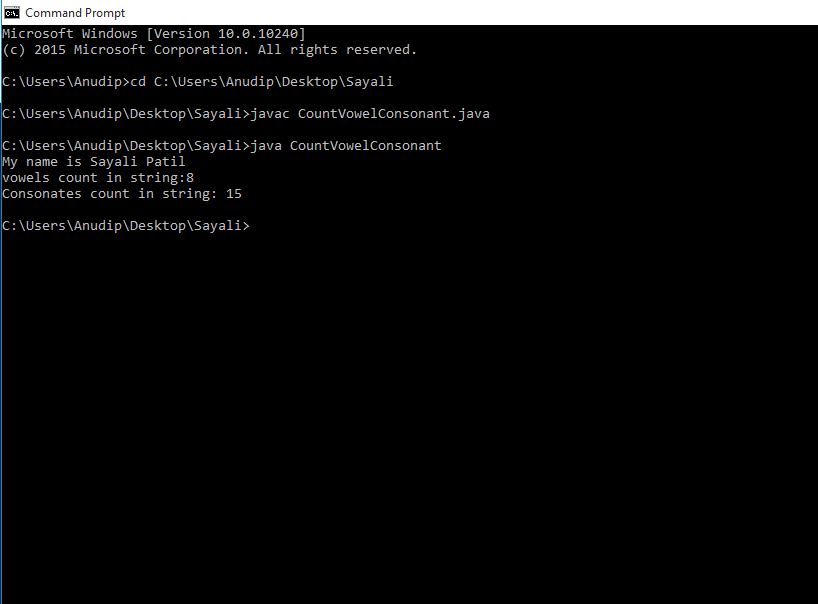 Command Prompt
Microsoft Windows [Version 10.0.10240]
(c) 2015 Microsoft Corporation. All rights reserved.
C:\Users\Anudip>cd C:\Users\Anudip\Desktop\Sayali
C:\Users\Anudip\Desktop\Sayali>javac CountVowelConsonant.java
C:\Users\Anudip\Desktop\Sayali>java CountVowelConsonant
My name is Sayali Patil
vowels count in string:8
Consonates count in string: 15
C:\Users\Anudip\Desktop\Sayali>